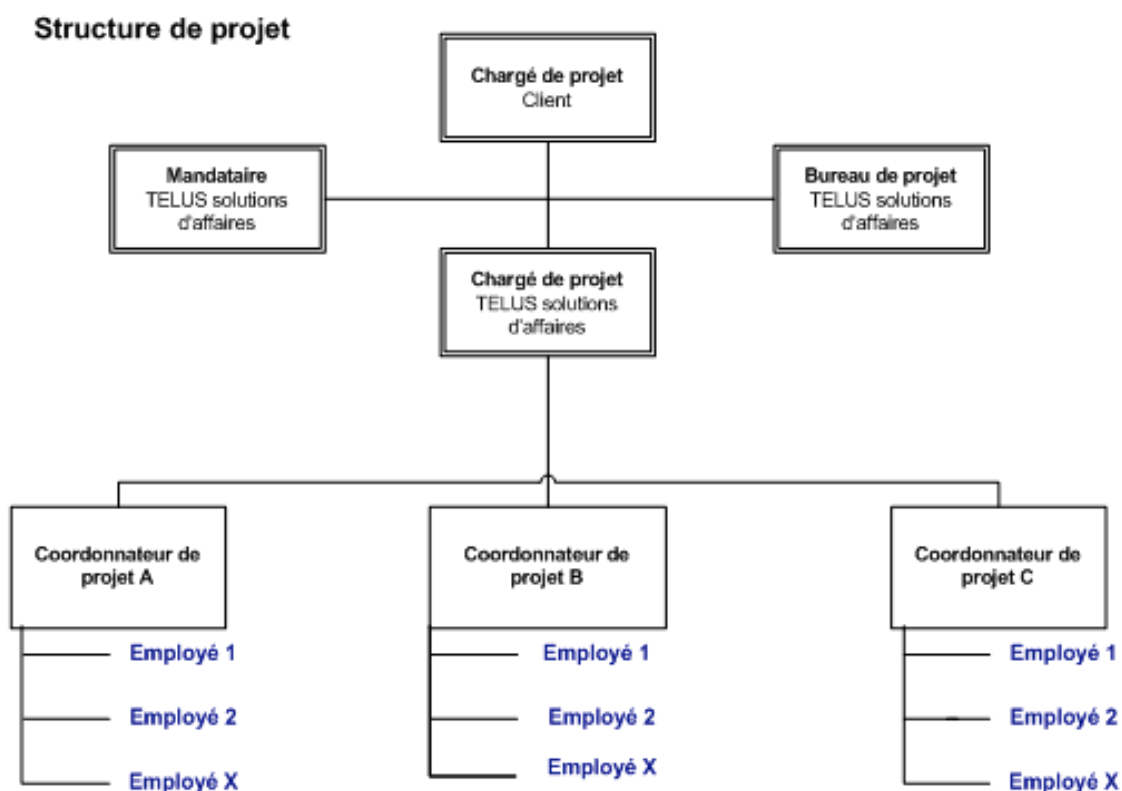 Structure de projet
Chargé de projet
Client
Mandataire
TELUS solutions
d'affaires
Bureau de projet
TELUS solutions
d'affaires
Chargé de projet
TELUS solutions
d'affaires
Coordonnateur de
projet A
Coordonnateur de
projet B
Coordonnateur de
projet C
Employé 1
Employé 2
Employé X
Employé 1
Employé 2
Employé X
Employé 1
Employé 2
Employé X